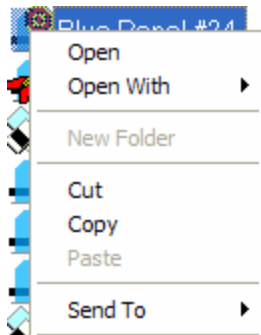 Blue Panel #24
Open
Open With
New Folder
Cut
Copy
Paste
Send To